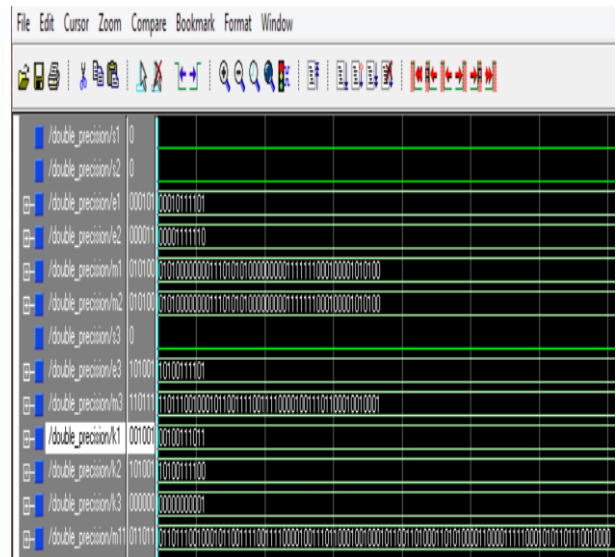 File Edit Cursor Zoom Compare Bookmark Format Window
/double_precision/s1 0
/double_precision/s2 0
/double_precision/e1 000101 00010111101
/double_precision/e2 000011 00001111110
/double_precision/m1 010100
/double_precision/m2 010100
/double_precision/s3 0
/double_precision/e3 101001 10100111101
/double_precision/m3 110111
/double_precision/k1 001001 00100111011
/double_precision/k2 101001 10100111100
/double_precision/k3 000000 00000000001
/double_precision/m11 011011